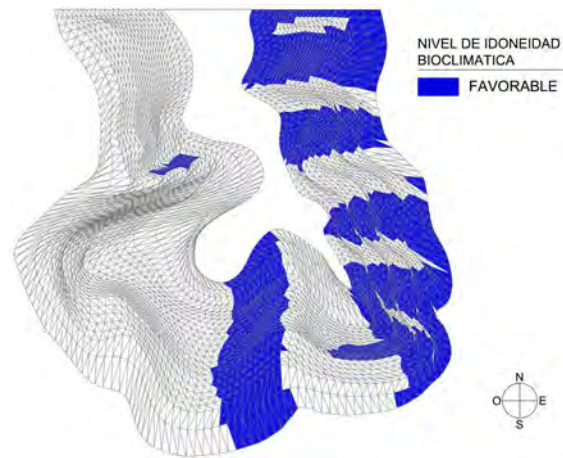 NIVEL DE IDONEIDAD
BIOCLIMATICA
FAVORABLE
N
O E
S